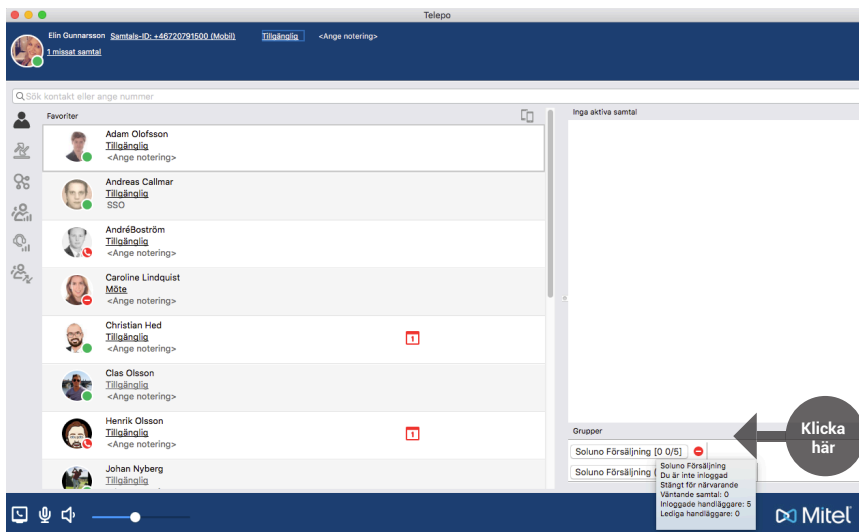 Telepo
Elin Gunnarsson Samtals-ID: +46720791500 (Mobil) Tillgänglig <Ange notering>
1 missat samtal
Sök kontakt eller ange nummer
Favoriter
Inga aktiva samtal
Adam Olofsson
Tillgänglig
<Ange notering>
Andreas Callmar
Tillgänglig
SSO
AndréBoström
Tillgänglig
<Ange notering>
Caroline Lindquist
Möte
<Ange notering>
Christian Hed
Tillgänglig
<Ange notering>
1
Clas Olsson
Tillgänglig
<Ange notering>
Henrik Olsson
Tillgänglig
<Ange notering>
1
Johan Nyberg
Tillgänglig
Grupper
Klicka
här
Soluno Försäljning [0 0/5]
Soluno Försäljning (
Soluno Försäljning
Du är inte inloggad
Stängt för närvarande
Väntande samtal: 0
Inloggade handläggare: 5
Lediga handläggare: 0
Mitel